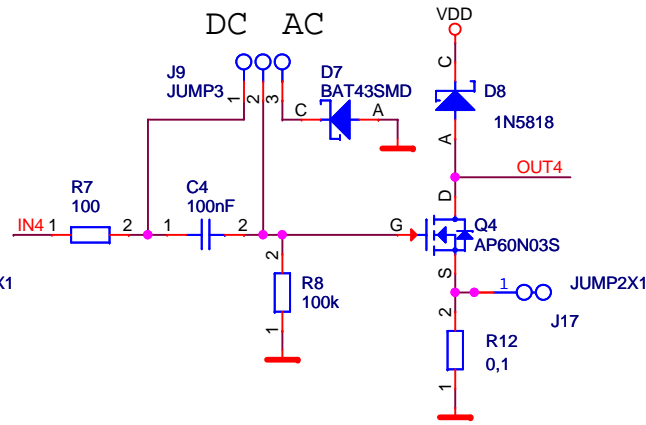 DC AC
VDD
J9
JUMP3
D7
BAT43SMD
C
D8
1N5818
1
2
3
C
A
A
OUT4
R7
100
C4
100nF
D
IN4
1
2
1
2
G
Q4
AP60N03S
2
R8
100k
1
S
X1
1
JUMP2X1
J17
2
R12
0,1
1